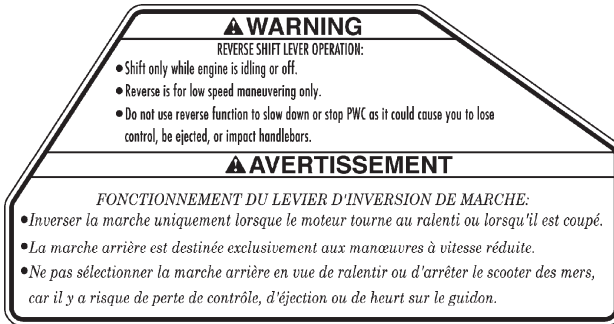 WARNING
REVERSE SHIFT LEVER OPERATION:
•Shift only while engine is idling or off.
•Reverse is for low speed maneuvering only.
•Do not use reverse function to slow down or stop PWC as it could cause you to lose
control, be ejected, or impact handlebars.
AVERTISSEMENT
FONCTIONNEMENT DU LEVIER D'INVERSION DE MARCHE:
•Inverser la marche uniquement lorsque le moteur tourne au ralenti ou lorsqu'il est coupé.
•La marche arrière est destinée exclusivement aux manœuvres à vitesse réduite.
•Ne pas sélectionner la marche arrière en vue de ralentir ou d'arrêter le scooter des mers,
car il y a risque de perte de contrôle, d'éjection ou de heurt sur le guidon.